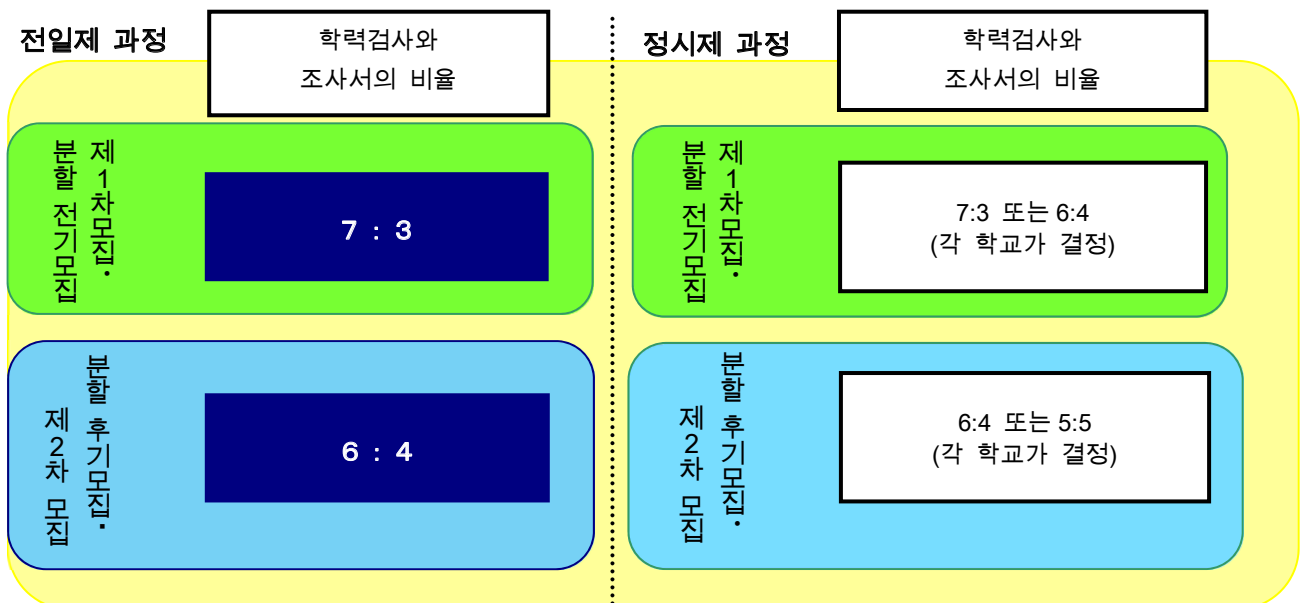 전일제 과정
학력검사와
조사서의 비율
제1차모집·
분할 전기모집
7 : 3
분할 후기모집·
제2차 모집
6 : 4
정시제 과정
학력검사와
조사서의 비율
제1차모집·
분할 전기모집
7:3 또는 6:4
(각 학교가 결정)
분할 후기모집·
제2차 모집
6:4 또는 5:5
(각 학교가 결정)